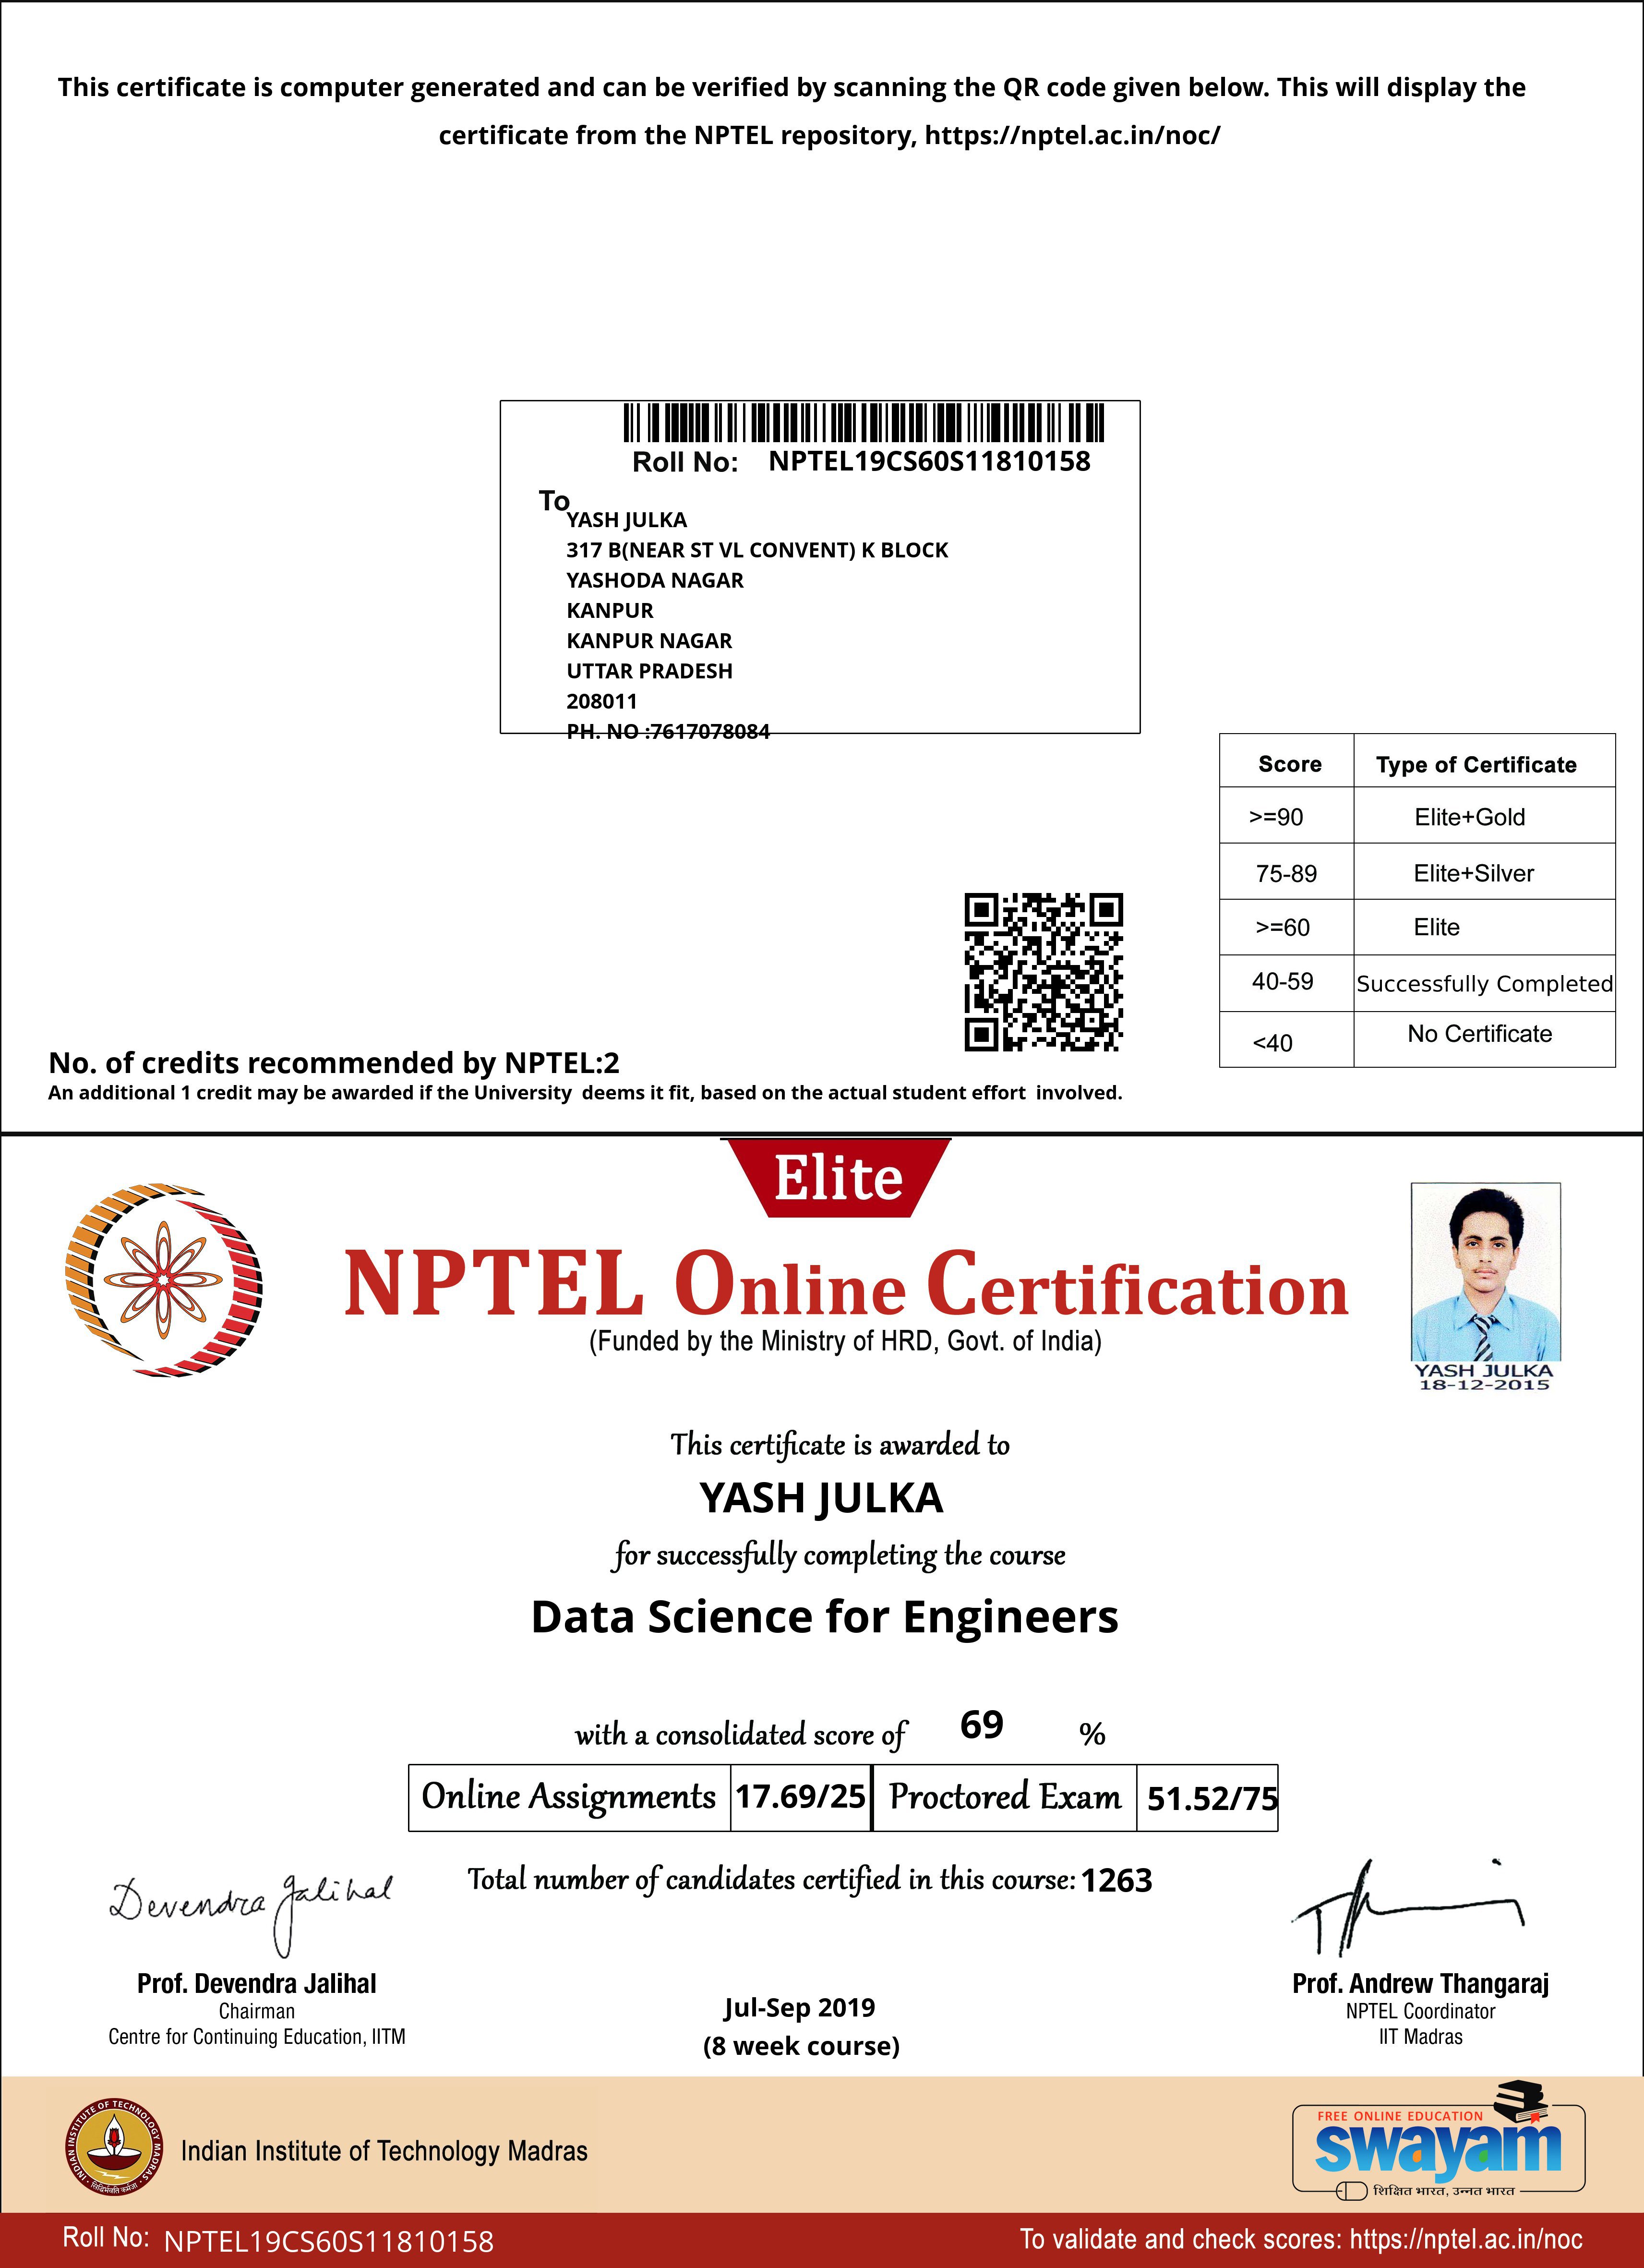 This certificate is computer generated and can be verified by scanning the QR code given below. This will display the
certificate from the NPTEL repository, https://nptel.ac.in/noc/
Roll No: NPTEL19CS60S11810158
To
YASH JULKA
317 B(NEAR ST VL CONVENT) K BLOCK
YASHODA NAGAR
KANPUR
KANPUR NAGAR
UTTAR PRADESH
208011
PH. NO :7617078084
Score Type of Certificate
>=90 Elite+Gold
75-89 Elite+Silver
>=60 Elite
40-59 Successfully Completed
<40 No Certificate
No. of credits recommended by NPTEL:2
An additional 1 credit may be awarded if the University deems it fit, based on the actual student effort involved.
Elite
NPTEL Online Certification
(Funded by the Ministry of HRD, Govt. of India)
YASH JULKA
18-12-2015
This certificate is awarded to
YASH JULKA
for successfully completing the course
Data Science for Engineers
with a consolidated score of 69 %
Online Assignments 17.69/25 Proctored Exam 51.52/75
Total number of candidates certified in this course: 1263
Devendra Jalihal
Prof. Devendra Jalihal
Chairman
Centre for Continuing Education, IITM
Jul-Sep 2019
(8 week course)
Prof. Andrew Thangaraj
NPTEL Coordinator
IIT Madras
INDIAN INSTITUTE OF TECHNOLOGY MADRAS
सिद्धिर्भवति कर्मजा
Indian Institute of Technology Madras
FREE ONLINE EDUCATION
swayam
शिक्षित भारत, उन्नत भारत
Roll No: NPTEL19CS60S11810158
To validate and check scores: https://nptel.ac.in/noc